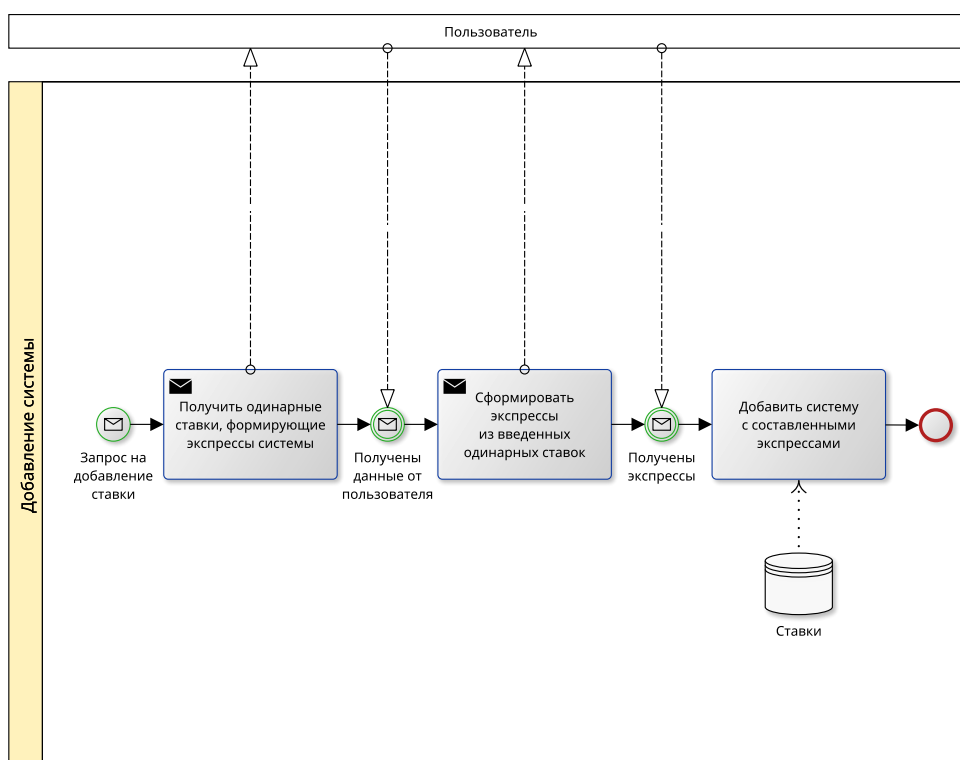 Пользователь
Добавление системы
Получить одинарные
ставки, формирующие
экспрессы системы
Сформировать
экспрессы
из введенных
одинарных ставок
Добавить систему
с составленными
экспрессами
Запрос на
добавление
ставки
Получены
данные от
пользователя
Получены
экспрессы
Ставки